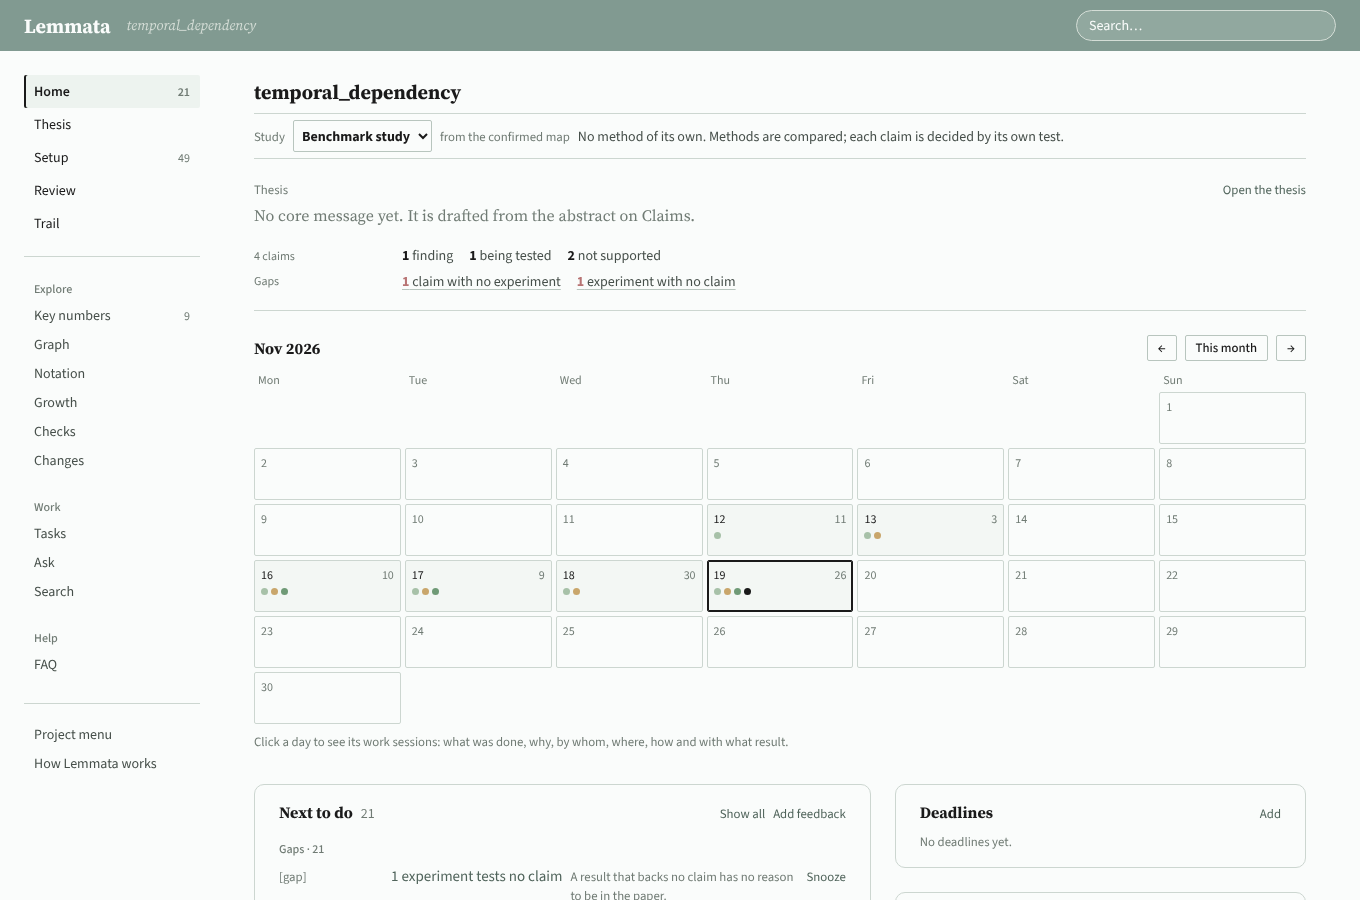 Lemmata temporal_dependency Search…
Home 21
Thesis
Setup 49
Review
Trail
Explore
Key numbers 9
Graph
Notation
Growth
Checks
Changes
Work
Tasks
Ask
Search
Help
FAQ
Project menu
How Lemmata works
temporal_dependency
Study Benchmark study from the confirmed map No method of its own. Methods are compared; each claim is decided by its own test.
Thesis Open the thesis
No core message yet. It is drafted from the abstract on Claims.
4 claims 1 finding 1 being tested 2 not supported
Gaps 1 claim with no experiment 1 experiment with no claim
Nov 2026 ← This month →
Mon Tue Wed Thu Fri Sat Sun
1
2 3 4 5 6 7 8
9 10 11 12 11 13 3 14 15
16 10 17 9 18 30 19 26 20 21 22
23 24 25 26 27 28 29
30
Click a day to see its work sessions: what was done, why, by whom, where, how and with what result.
Next to do 21 Show all Add feedback
Gaps · 21
[gap] 1 experiment tests no claim A result that backs no claim has no reason Snooze
to be in the paper.
Deadlines Add
No deadlines yet.